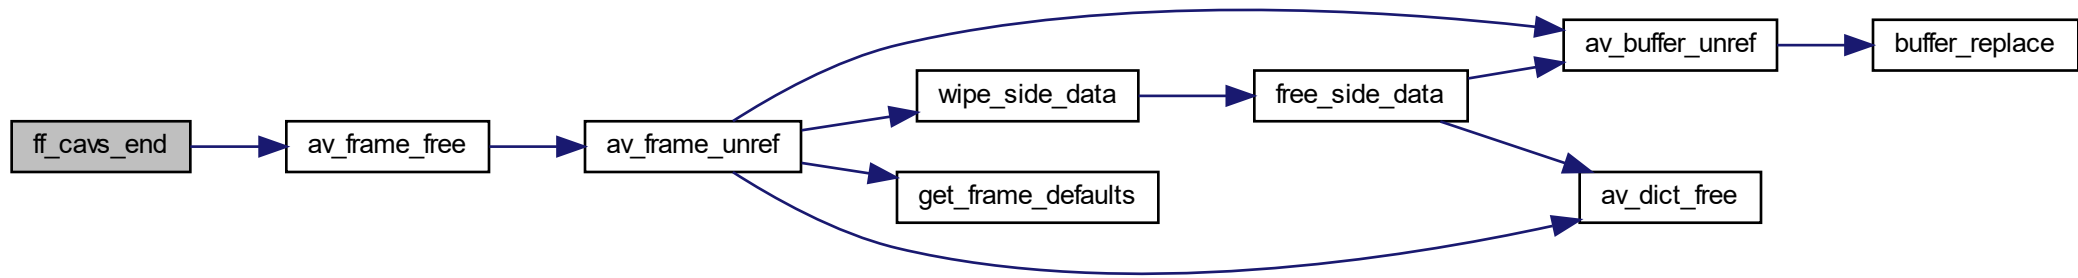 ff_cavs_end
av_frame_free
av_frame_unref
wipe_side_data
get_frame_defaults
free_side_data
av_buffer_unref
av_dict_free
buffer_replace